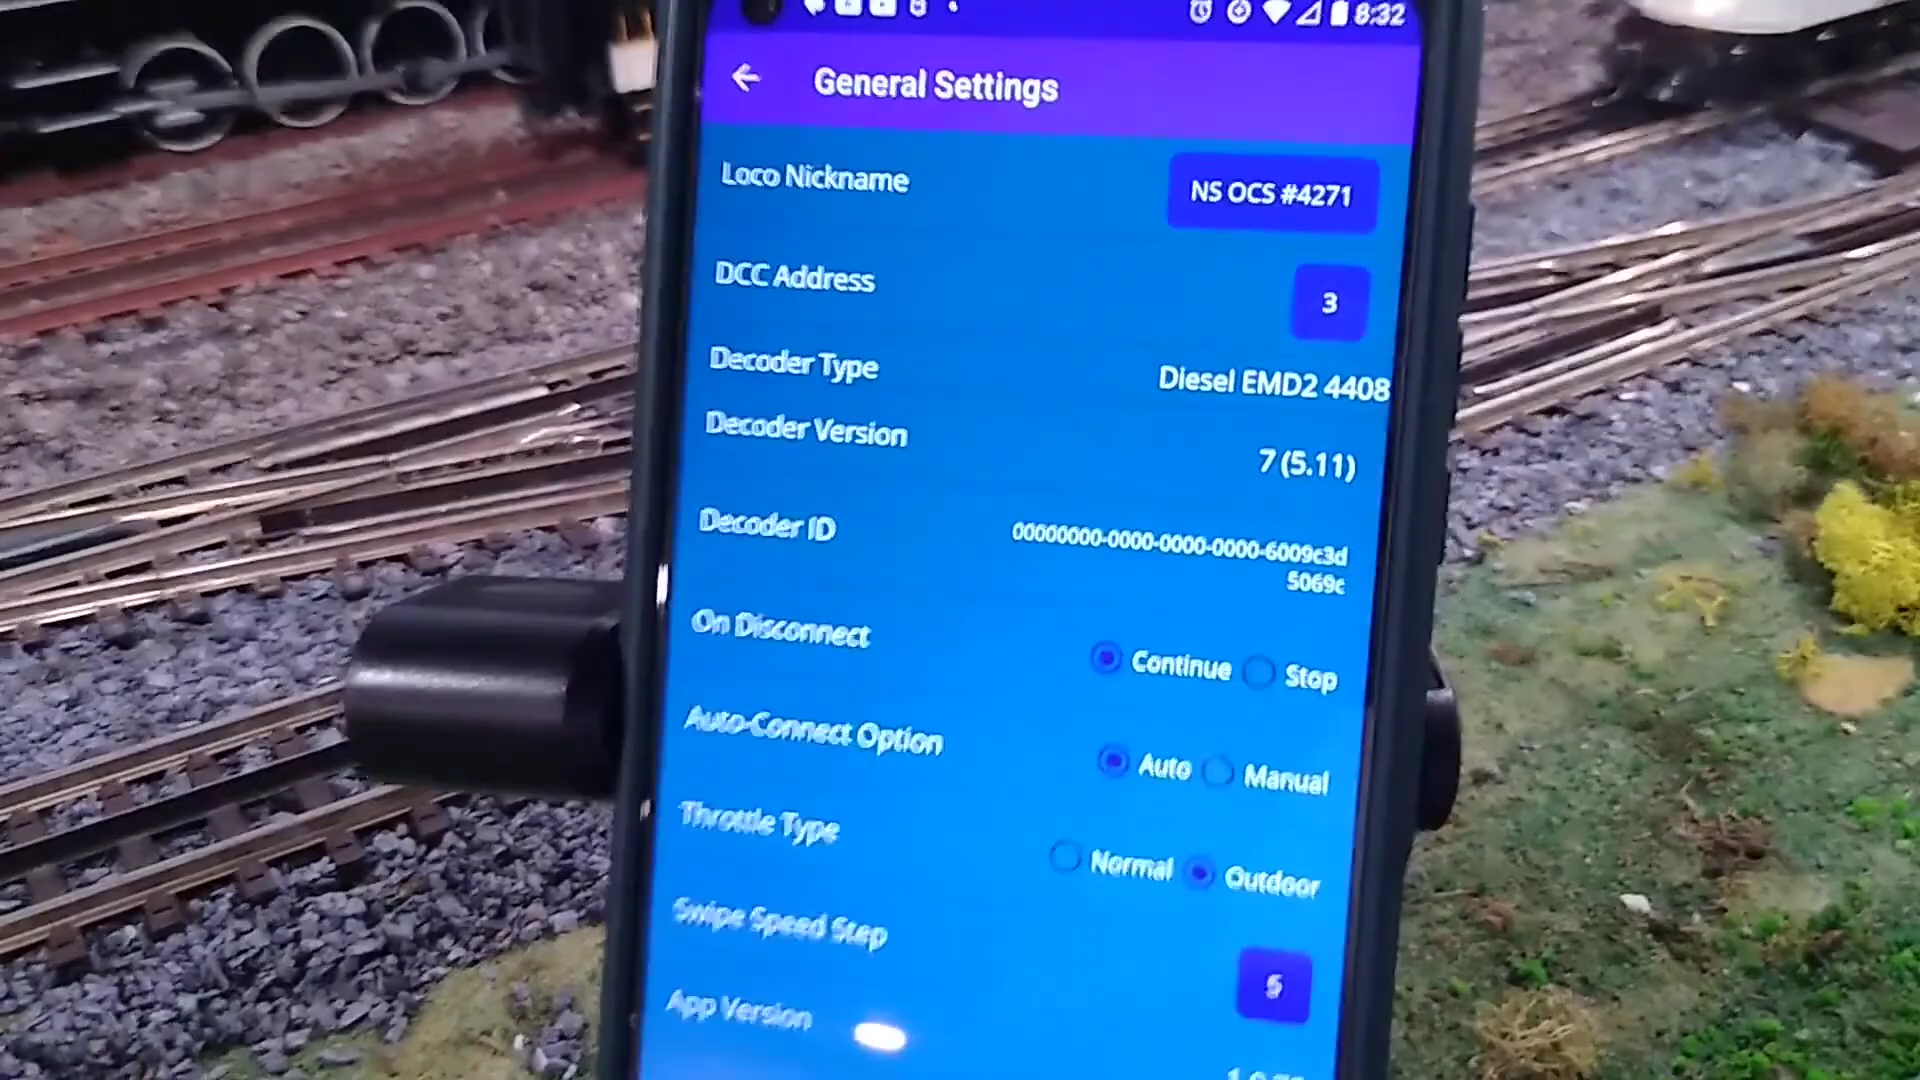 8:32
General Settings
Loco Nickname
NS OCS #4271
DCC Address
3
Decoder Type
Diesel EMD2 4408
Decoder Version
7 (5.11)
Decoder ID
00000000-0000-0000-0000-6009c3d
5069c
On Disconnect
Continue Stop
Auto-Connect Option
Auto Manual
Throttle Type
Normal Outdoor
Swipe Speed Step
5
App Version